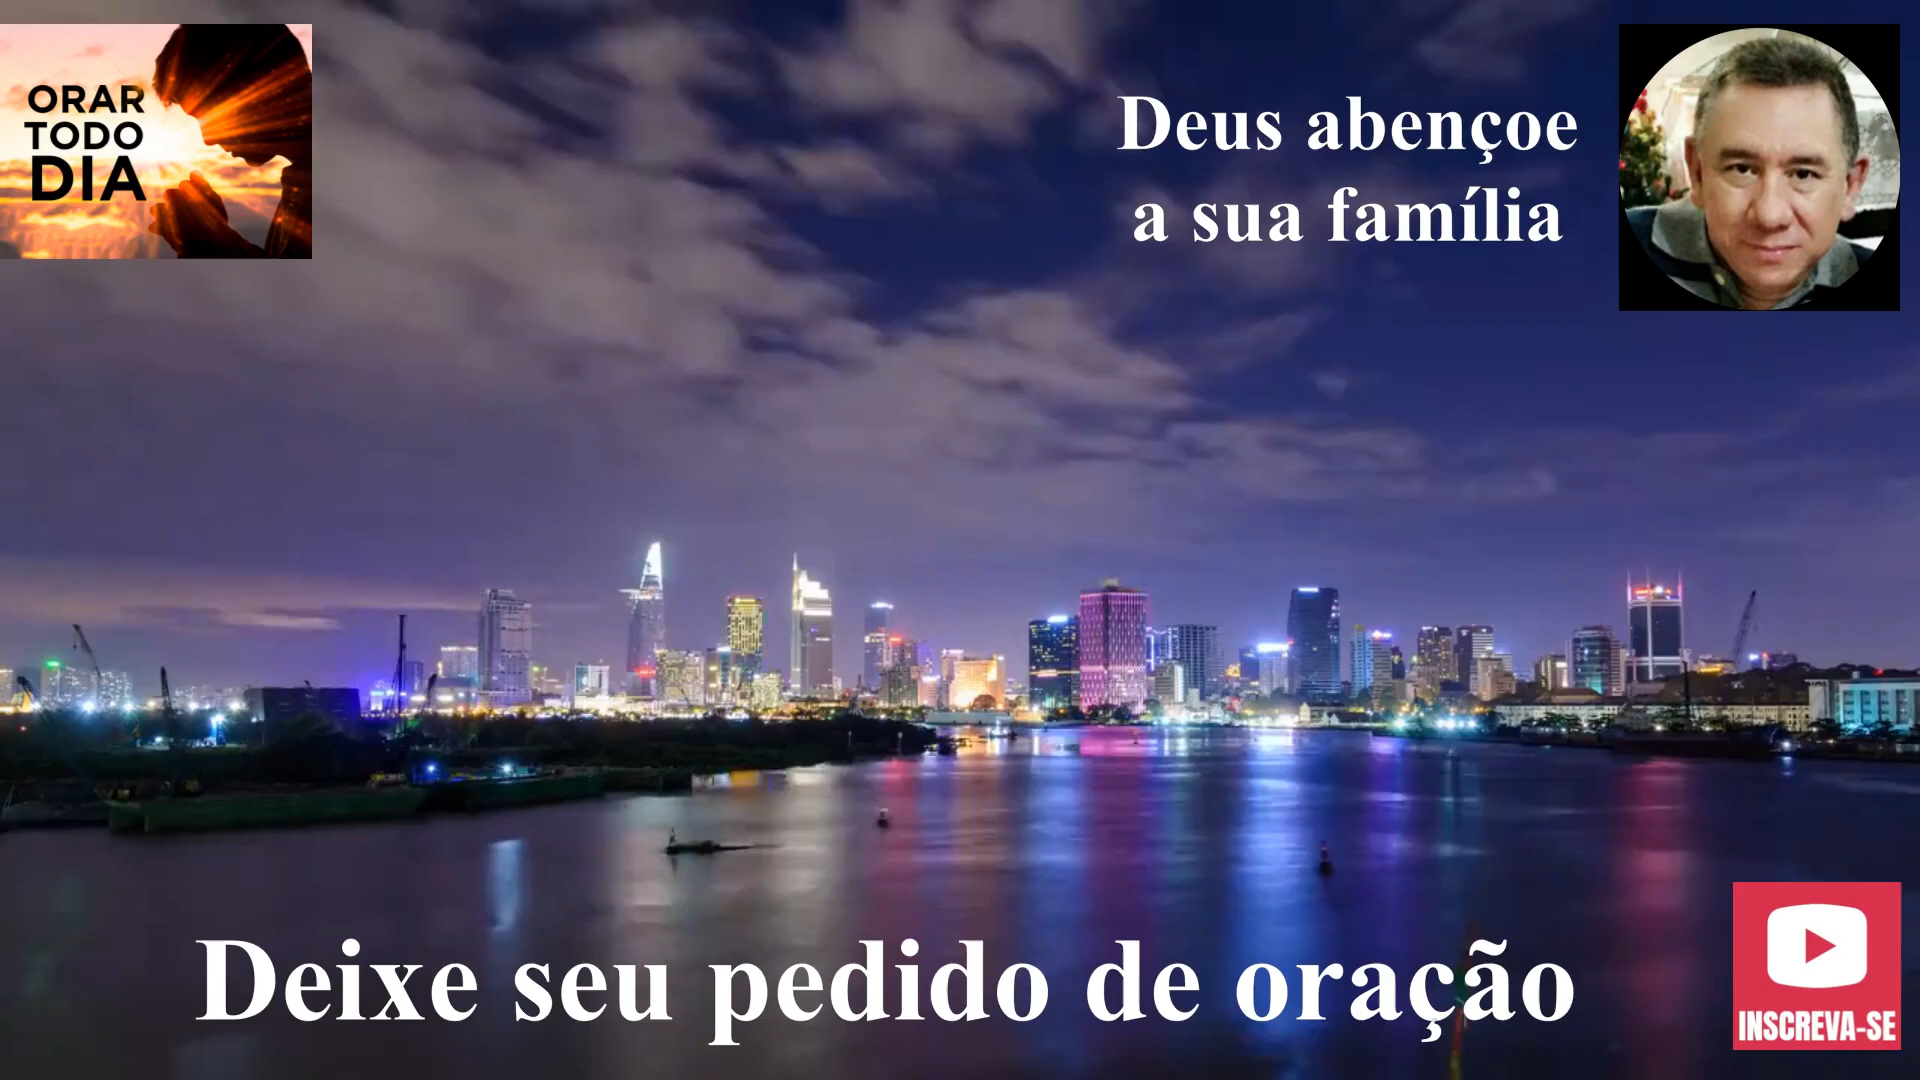 ORAR
TODO
DIA
Deus abençoe
a sua família
Deixe seu pedido de oração
INSCREVA-SE